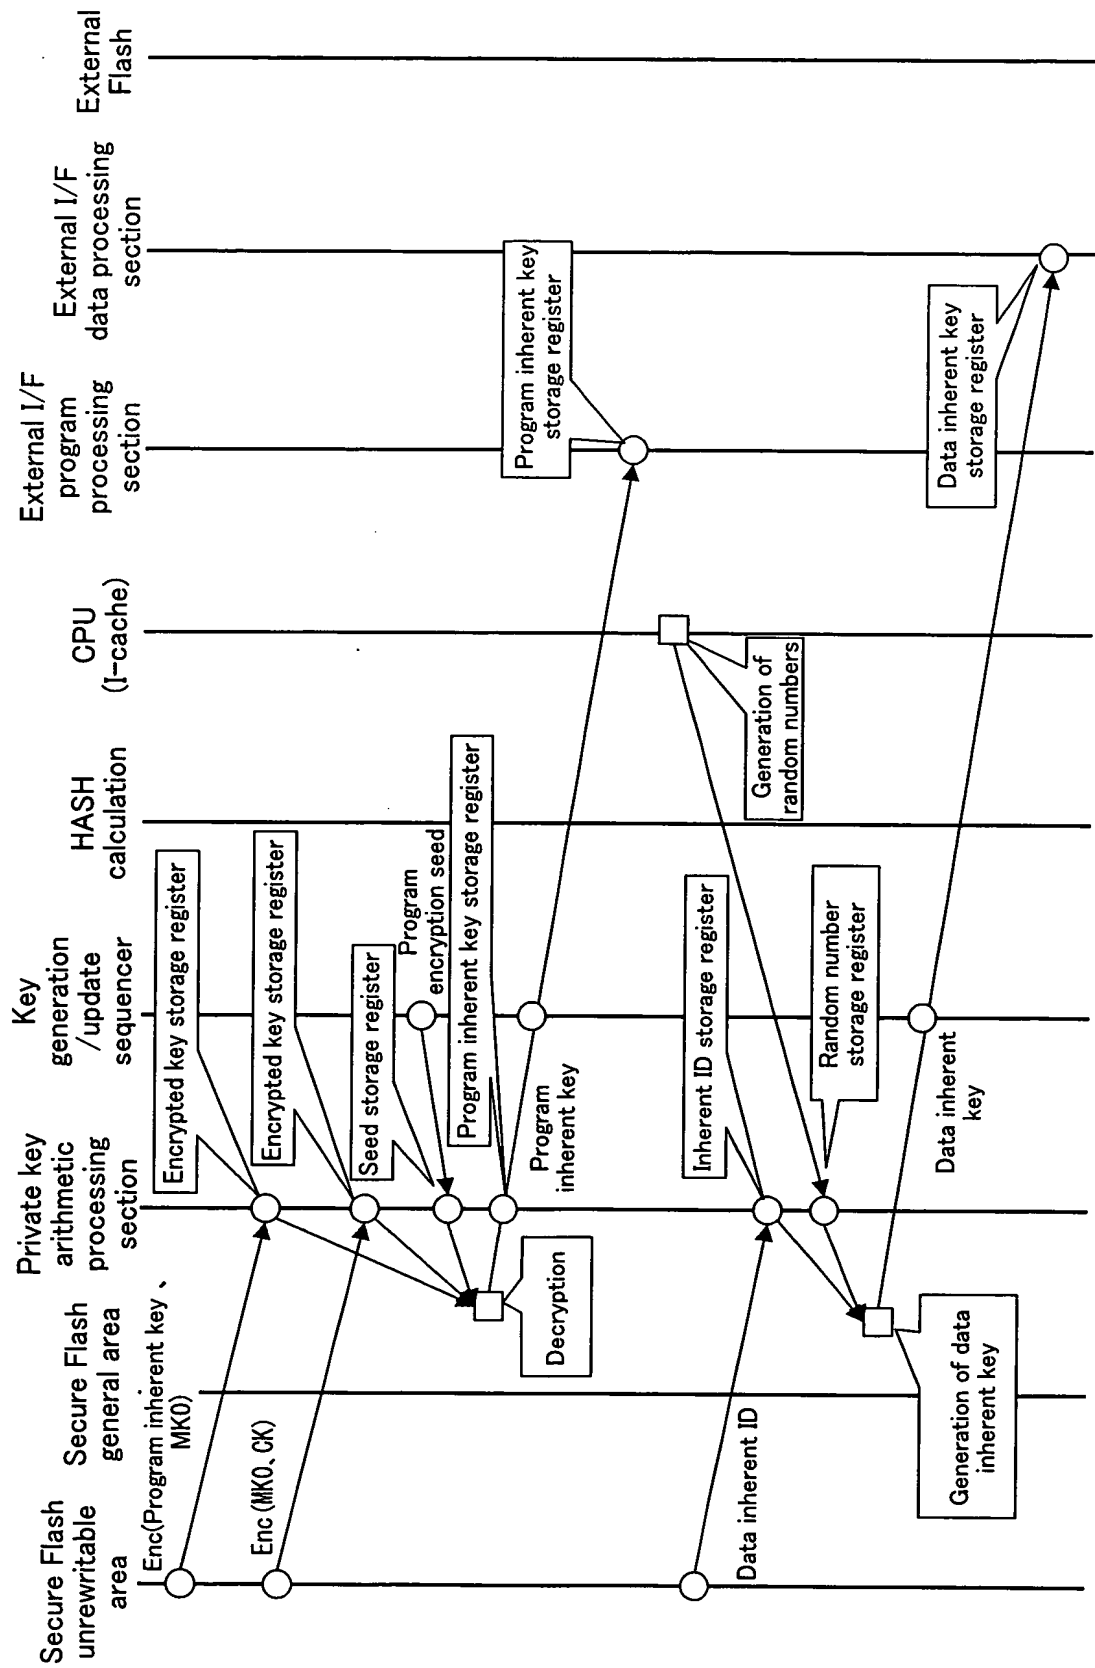 Secure Flash
unrewritable
area
Secure Flash
general area
Private key
arithmetic
processing
section
Key
generation
/update
sequencer
HASH
calculation
CPU
(I-cache)
External I/F
program
processing
section
External I/F
data processing
section
External
Flash
Enc(Program inherent key、
MK0)
Encrypted key storage register
Enc(MK0、CK)
Encrypted key storage register
Seed storage register
Program
encryption seed
Program inherent key storage register
Decryption
Program
inherent key
Program inherent key
storage register
Generation of
random numbers
Data inherent ID
Inherent ID storage register
Random number
storage register
Generation of data
inherent key
Data inherent
key
Data inherent key
storage register